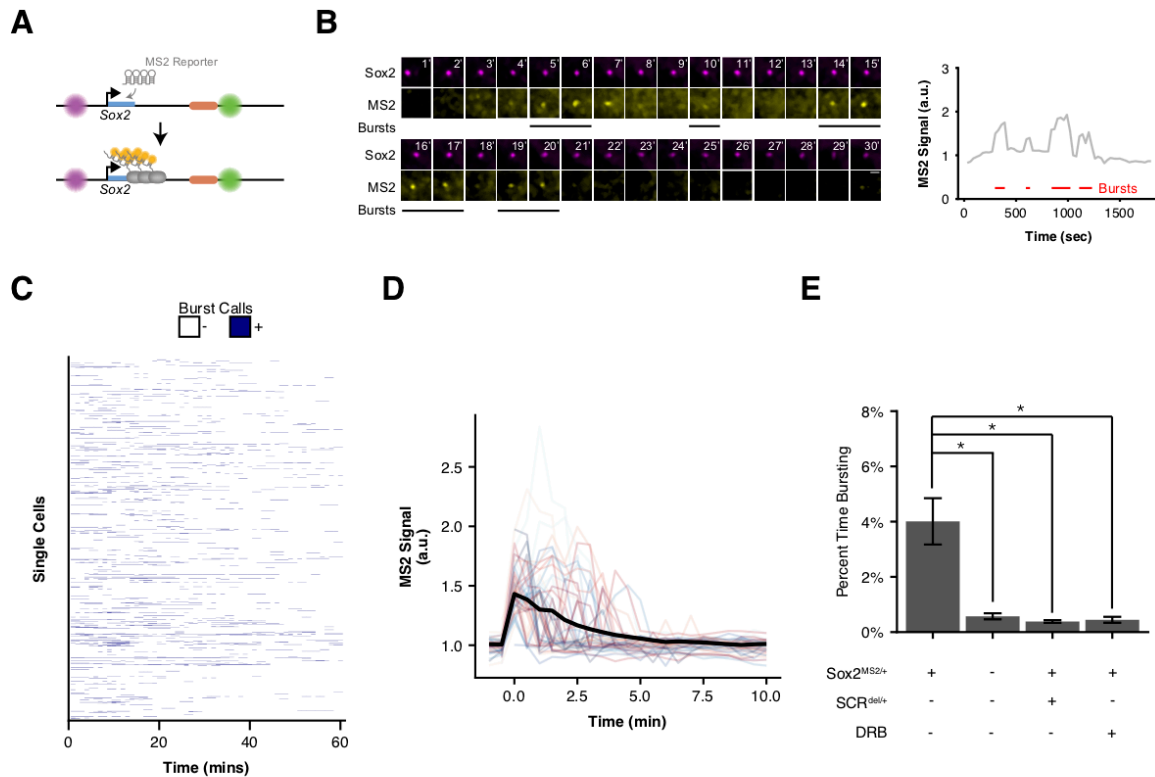 A
MS2 Reporter
Sox2
Sox2
B
Sox2 1' 2' 3' 4' 5' 6' 7' 8' 9' 10' 11' 12' 13' 14' 15'
MS2
Bursts
16' 17' 18' 19' 20' 21' 22' 23' 24' 25' 26' 27' 28' 29' 30'
Sox2
MS2
Bursts
3
2
1
0
MS2 Signal (a.u.)
Bursts
0 500 1000 1500
Time (sec)
C
Burst Calls
- +
Single Cells
0 20 40 60
Time (mins)
D
MS2 Signal
(a.u.)
2.5
2.0
1.5
1.0
0.0 2.5 5.0 7.5 10.0
Time (min)
E
Percent Time Bursting
8%
6%
4%
2%
0%
*
*
*
Sox2MS2/+ + - + +
SCRdel/+ - - + -
DRB - - - +